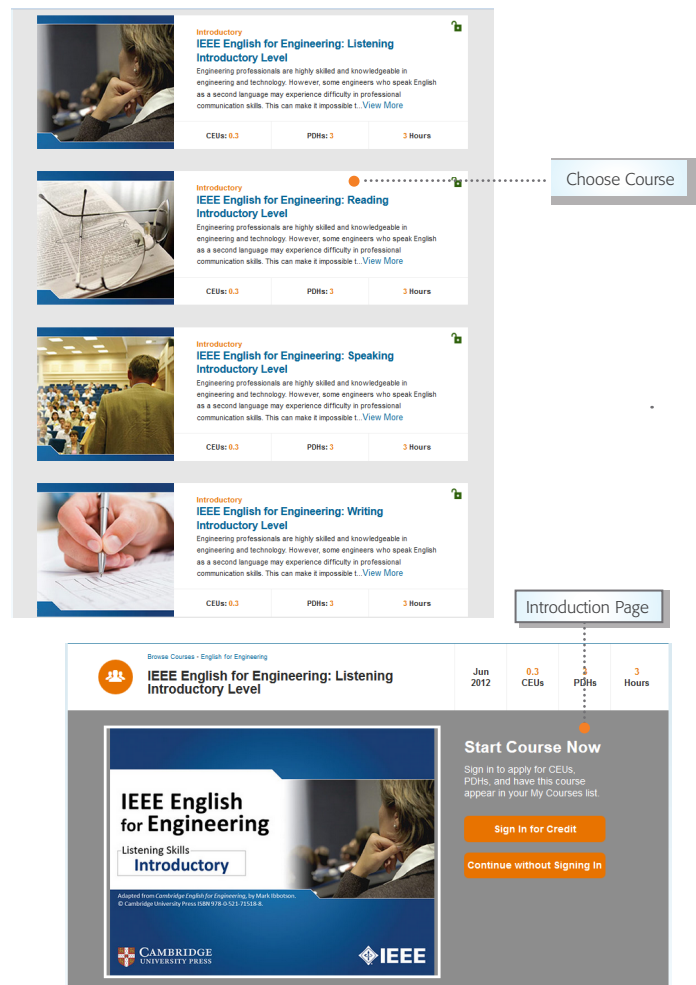 Introductory
IEEE English for Engineering: Listening
Introductory Level
Engineering professionals are highly skilled and knowledgeable in
engineering and technology. However, some engineers who speak English
as a second language may experience difficulty in professional
communication skills. This can make it impossible t...View More
CEUs: 0.3 PDHs: 3 3 Hours
Choose Course
Introductory
IEEE English for Engineering: Reading
Introductory Level
Engineering professionals are highly skilled and knowledgeable in
engineering and technology. However, some engineers who speak English
as a second language may experience difficulty in professional
communication skills. This can make it impossible t...View More
CEUs: 0.3 PDHs: 3 3 Hours
Introductory
IEEE English for Engineering: Speaking
Introductory Level
Engineering professionals are highly skilled and knowledgeable in
engineering and technology. However, some engineers who speak English
as a second language may experience difficulty in professional
communication skills. This can make it impossible t...View More
CEUs: 0.3 PDHs: 3 3 Hours
Introductory
IEEE English for Engineering: Writing
Introductory Level
Engineering professionals are highly skilled and knowledgeable in
engineering and technology. However, some engineers who speak English
as a second language may experience difficulty in professional
communication skills. This can make it impossible t...View More
CEUs: 0.3 PDHs: 3 3 Hours
Introduction Page
Browse Courses - English for Engineering
IEEE English for Engineering: Listening
Introductory Level
Jun
2012
0.3
CEUs
PDHs
3
Hours
IEEE English
for Engineering
Listening Skills
Introductory
Adapted from Cambridge English for Engineering, by Mark Ibbotson.
© Cambridge University Press ISBN 978-0-521-71518-8.
CAMBRIDGE
UNIVERSITY PRESS
IEEE
Start Course Now
Sign in to apply for CEUs,
PDHs, and have this course
appear in your My Courses list.
Sign In for Credit
Continue without Signing In